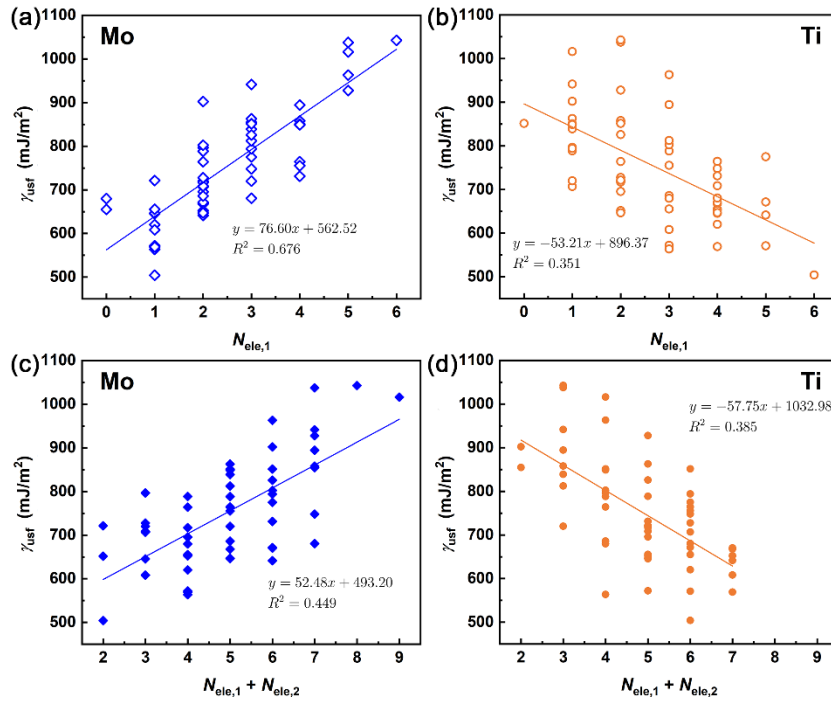 (a)
Mo
1100
1000
900
800
700
600
500
γusf (mJ/m²)
y = 76.60x + 562.52
R² = 0.676
0 1 2 3 4 5 6
Nele,1
(b)
Ti
1100
1000
900
800
700
600
500
γusf (mJ/m²)
y = −53.21x + 896.37
R² = 0.351
0 1 2 3 4 5 6
Nele,1
(c)
Mo
1100
1000
900
800
700
600
500
γusf (mJ/m²)
y = 52.48x + 493.20
R² = 0.449
2 3 4 5 6 7 8 9
Nele,1 + Nele,2
(d)
Ti
1100
1000
900
800
700
600
500
γusf (mJ/m²)
y = −57.75x + 1032.98
R² = 0.385
2 3 4 5 6 7 8 9
Nele,1 + Nele,2